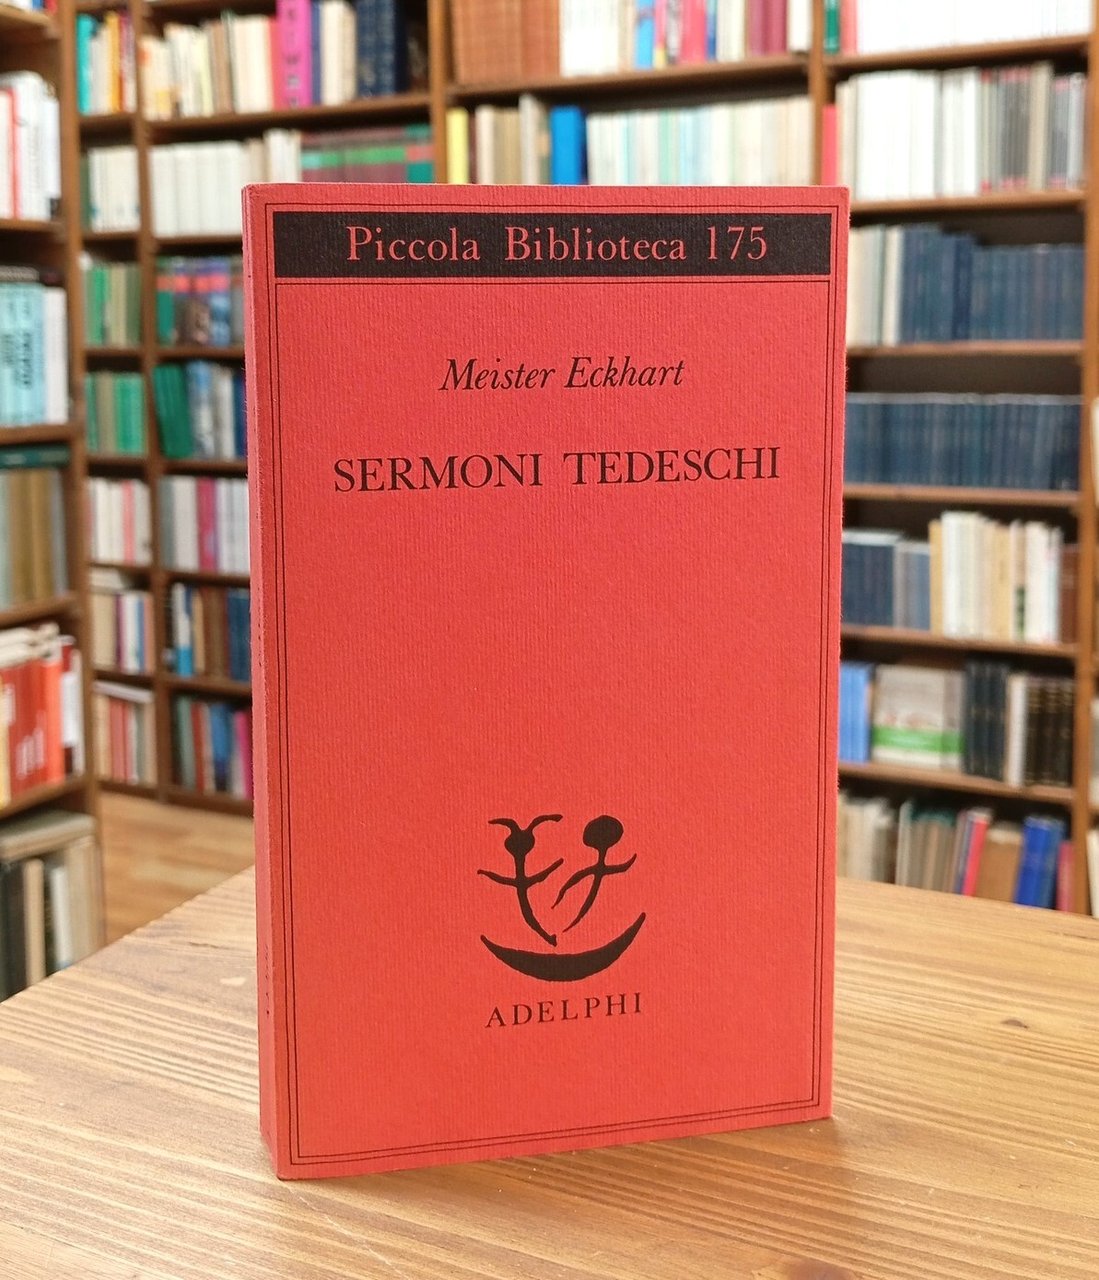 Piccola Biblioteca 175
Meister Eckhart
SERMONI TEDESCHI
ADELPHI